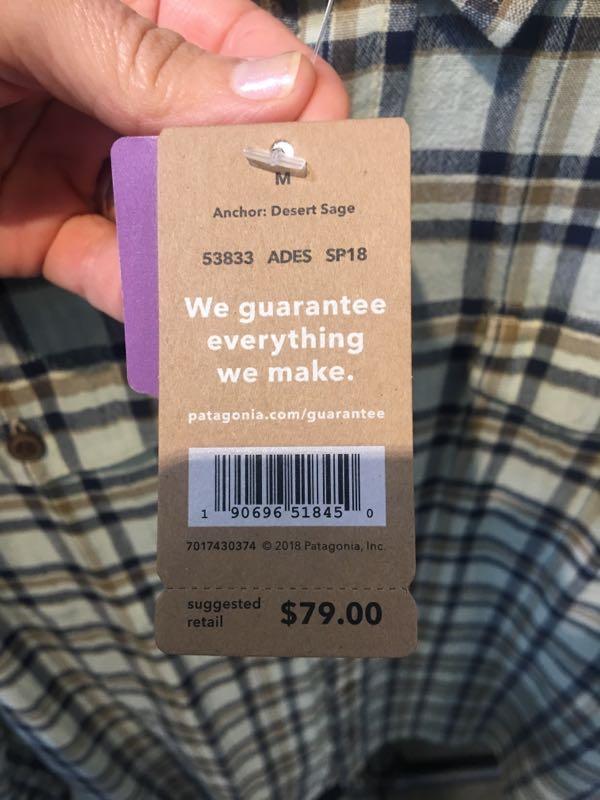 M
Anchor: Desert Sage
53833 ADES SP18
We guarantee
everything
we make.
patagonia.com/guarantee
1 90696 51845 0
7017430374 © 2018 Patagonia, Inc.
suggested
retail $79.00